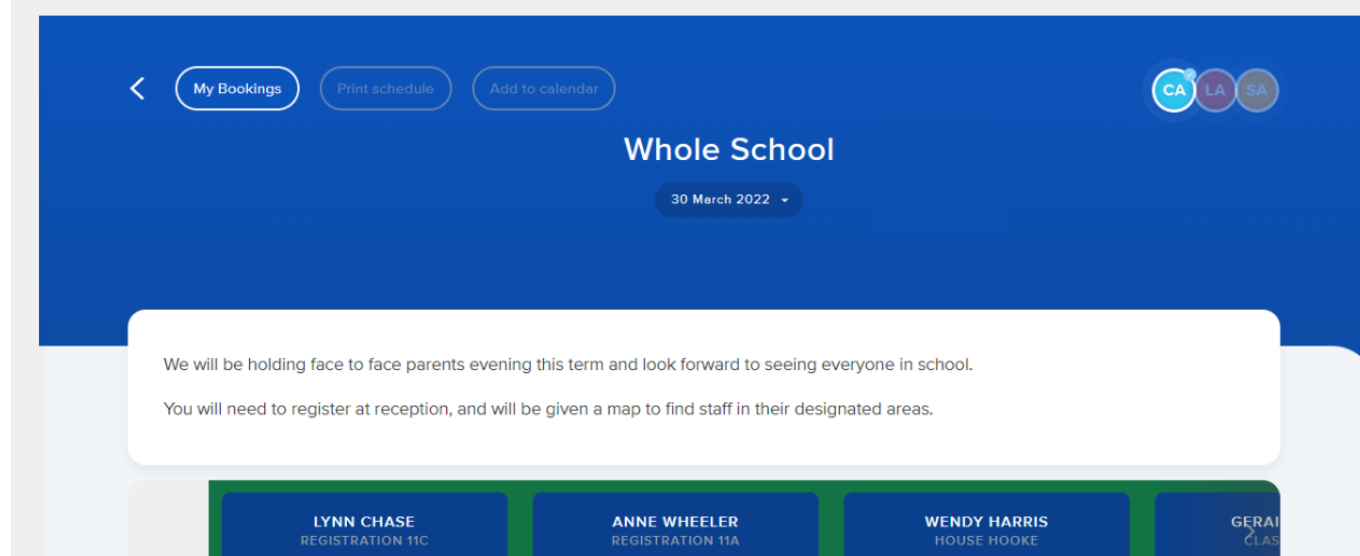 My Bookings
Print schedule
Add to calendar
CA
LA
SA
Whole School
30 March 2022
We will be holding face to face parents evening this term and look forward to seeing everyone in school.
You will need to register at reception, and will be given a map to find staff in their designated areas.
LYNN CHASE
REGISTRATION 11C
ANNE WHEELER
REGISTRATION 11A
WENDY HARRIS
HOUSE HOOKE
GERAI
CLAS